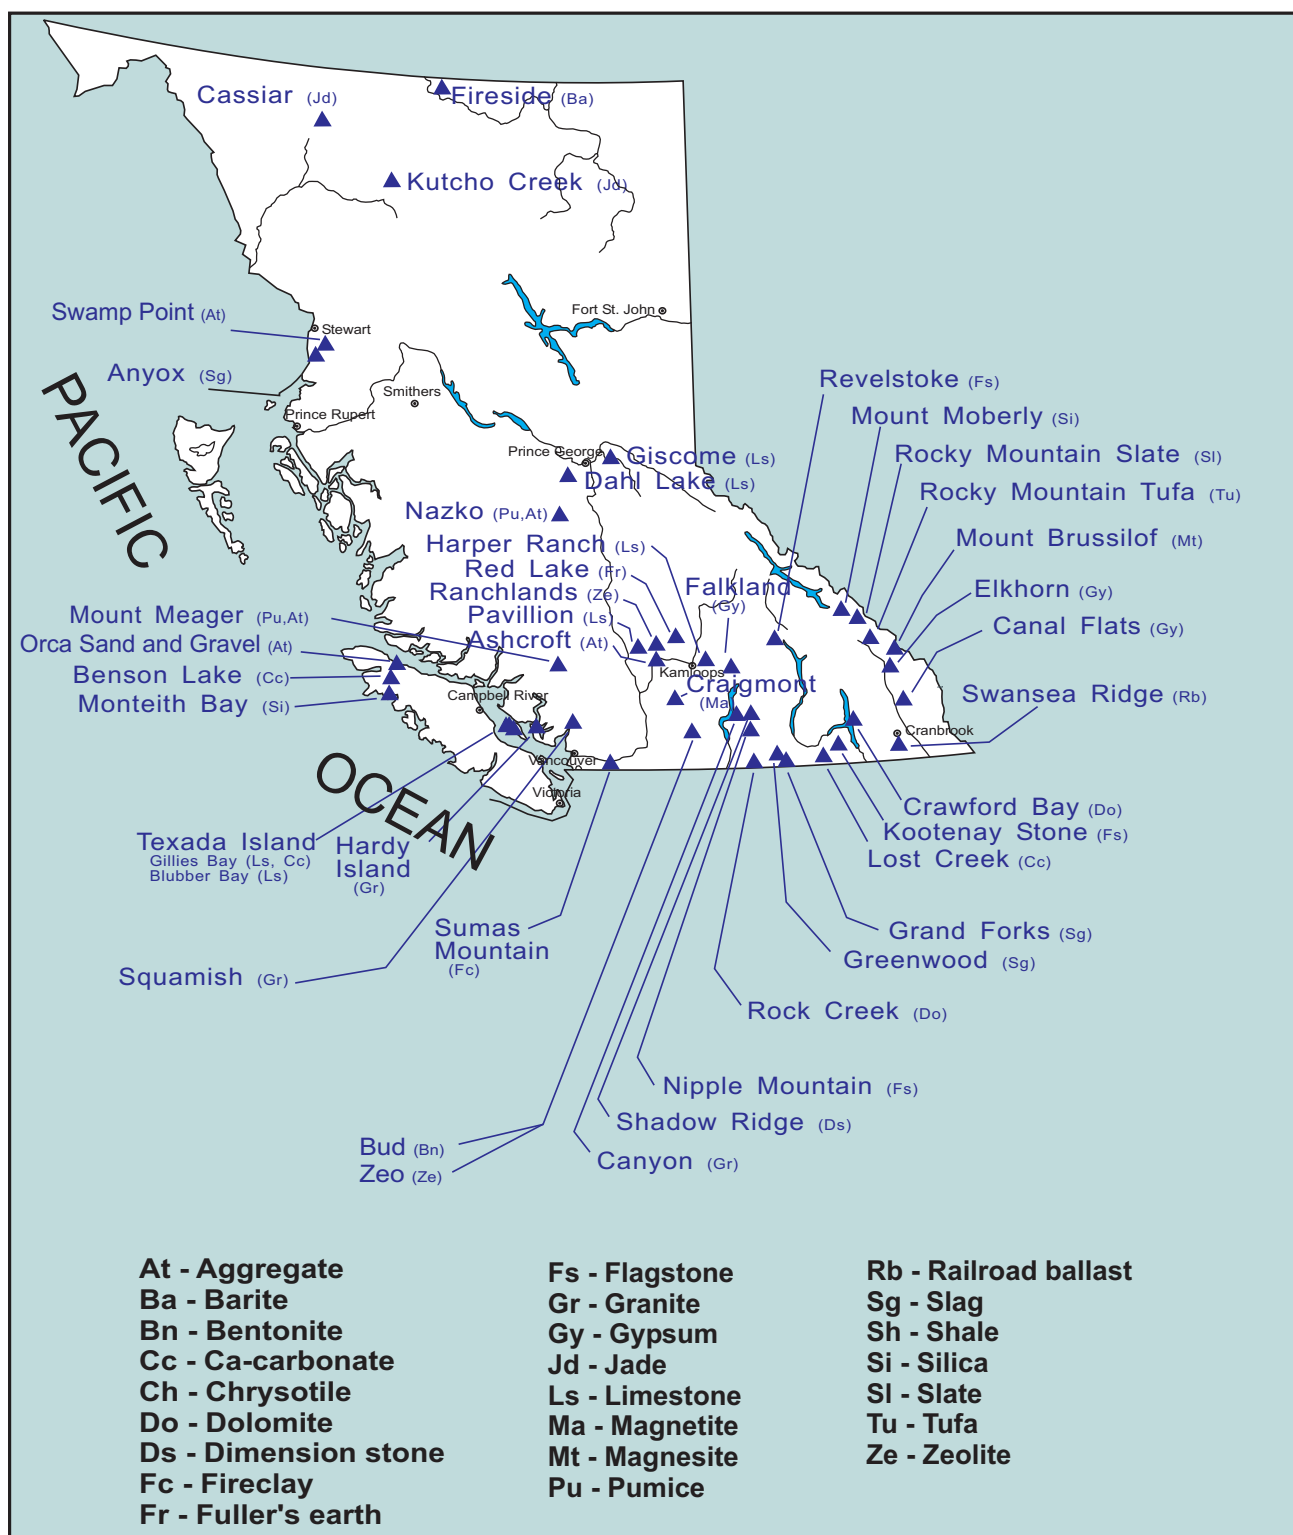 Cassiar (Jd)
Fireside (Ba)
Kutcho Creek (Jd)
Swamp Point (At)
Stewart
Fort St. John
Anyox (Sg)
Smithers
Prince Rupert
PACIFIC
Revelstoke (Fs)
Mount Moberly (Si)
Rocky Mountain Slate (Sl)
Rocky Mountain Tufa (Tu)
Mount Brussilof (Mt)
Elkhorn (Gy)
Canal Flats (Gy)
Swansea Ridge (Rb)
Prince George
Giscome (Ls)
Dahl Lake (Ls)
Nazko (Pu,At)
Harper Ranch (Ls)
Red Lake (Fr)
Ranchlands (Ze)
Pavillion (Ls)
Ashcroft (At)
Falkland
(Gy)
Kamloops
Craigmont
(Ma)
Mount Meager (Pu,At)
Orca Sand and Gravel (At)
Benson Lake (Cc)
Monteith Bay (Si)
Campbell River
Vancouver
Victoria
Cranbrook
OCEAN
Crawford Bay (Do)
Kootenay Stone (Fs)
Lost Creek (Cc)
Texada Island
Gillies Bay (Ls, Cc)
Blubber Bay (Ls)
Hardy
Island
(Gr)
Squamish (Gr)
Sumas
Mountain
(Fc)
Grand Forks (Sg)
Greenwood (Sg)
Rock Creek (Do)
Nipple Mountain (Fs)
Shadow Ridge (Ds)
Canyon (Gr)
Bud (Bn)
Zeo (Ze)
At - Aggregate
Ba - Barite
Bn - Bentonite
Cc - Ca-carbonate
Ch - Chrysotile
Do - Dolomite
Ds - Dimension stone
Fc - Fireclay
Fr - Fuller's earth
Fs - Flagstone
Gr - Granite
Gy - Gypsum
Jd - Jade
Ls - Limestone
Ma - Magnetite
Mt - Magnesite
Pu - Pumice
Rb - Railroad ballast
Sg - Slag
Sh - Shale
Si - Silica
Sl - Slate
Tu - Tufa
Ze - Zeolite